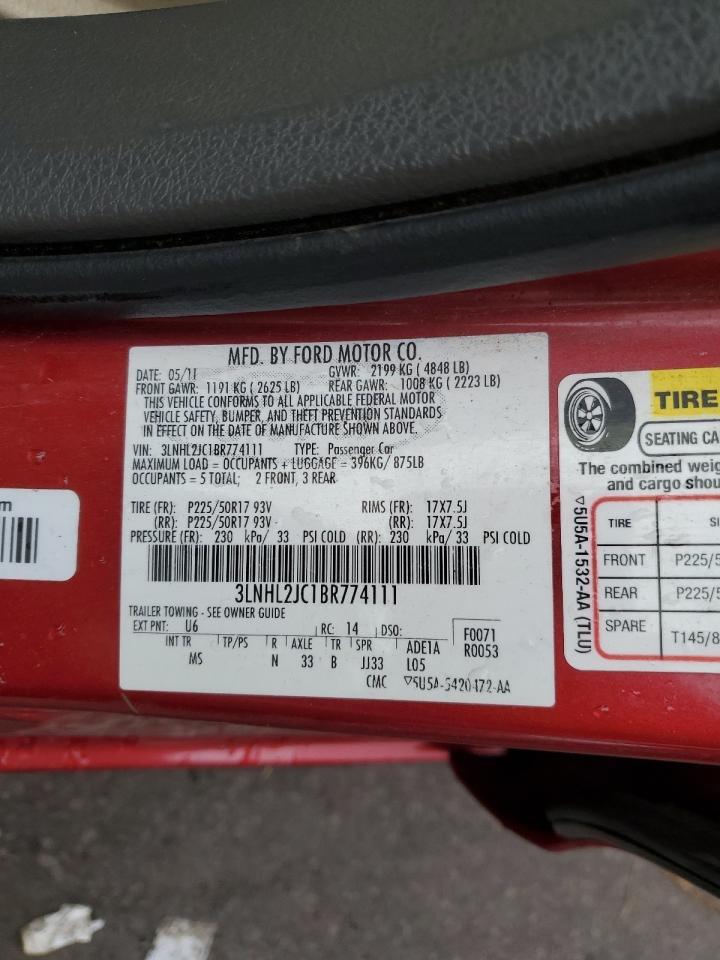 MFD. BY FORD MOTOR CO.
DATE: 05/11 GVWR: 2199 KG ( 4848 LB)
FRONT GAWR: 1191 KG ( 2625 LB) REAR GAWR: 1008 KG ( 2223 LB)
THIS VEHICLE CONFORMS TO ALL APPLICABLE FEDERAL MOTOR
VEHICLE SAFETY, BUMPER, AND THEFT PREVENTION STANDARDS
IN EFFECT ON THE DATE OF MANUFACTURE SHOWN ABOVE.
VIN: 3LNHL2JC1BR774111 TYPE: Passenger Car
MAXIMUM LOAD = OCCUPANTS + LUGGAGE = 396KG/ 875LB
OCCUPANTS = 5 TOTAL; 2 FRONT, 3 REAR
TIRE (FR): P225/50R17 93V RIMS (FR): 17X7.5J
(RR): P225/50R17 93V (RR): 17X7.5J
PRESSURE (FR): 230 kPa/ 33 PSI COLD (RR): 230 kPa/ 33 PSI COLD
3LNHL2JC1BR774111
TRAILER TOWING - SEE OWNER GUIDE
EXT PNT: U6 RC: 14 DSO: F0071
INT TR TP/PS R AXLE TR SPR ADE1A R0053
MS N 33 B JJ33 L05
CMC ▽5U5A-5420472-AA
m
TIRE
SEATING CA
The combined weig
and cargo shou
▽5U5A-1532-AA (TLU)
TIRE SI
FRONT P225/5
REAR P225/5
SPARE T145/8